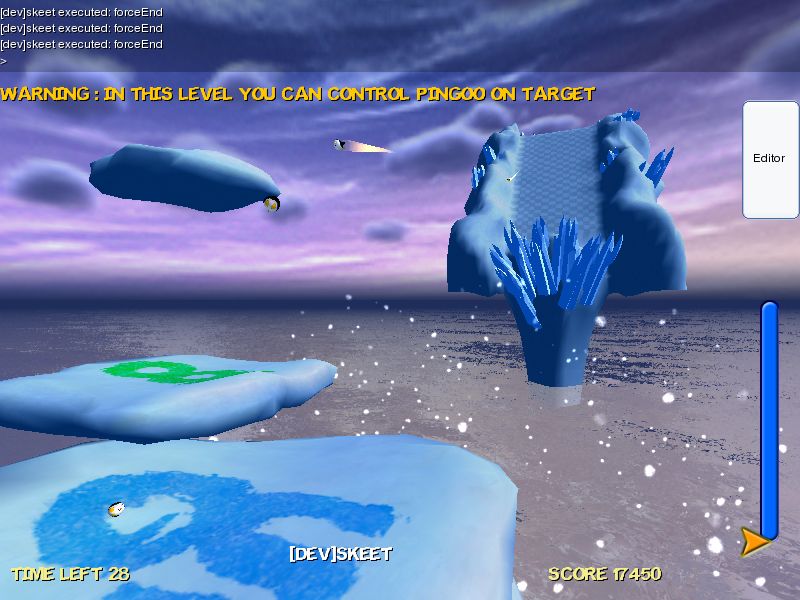 [dev]skeet executed: forceEnd
[dev]skeet executed: forceEnd
[dev]skeet executed: forceEnd
>
WARNING : IN THIS LEVEL YOU CAN CONTROL PINGOO ON TARGET
Editor
[DEV]SKEET
TIME LEFT 28
SCORE 17450